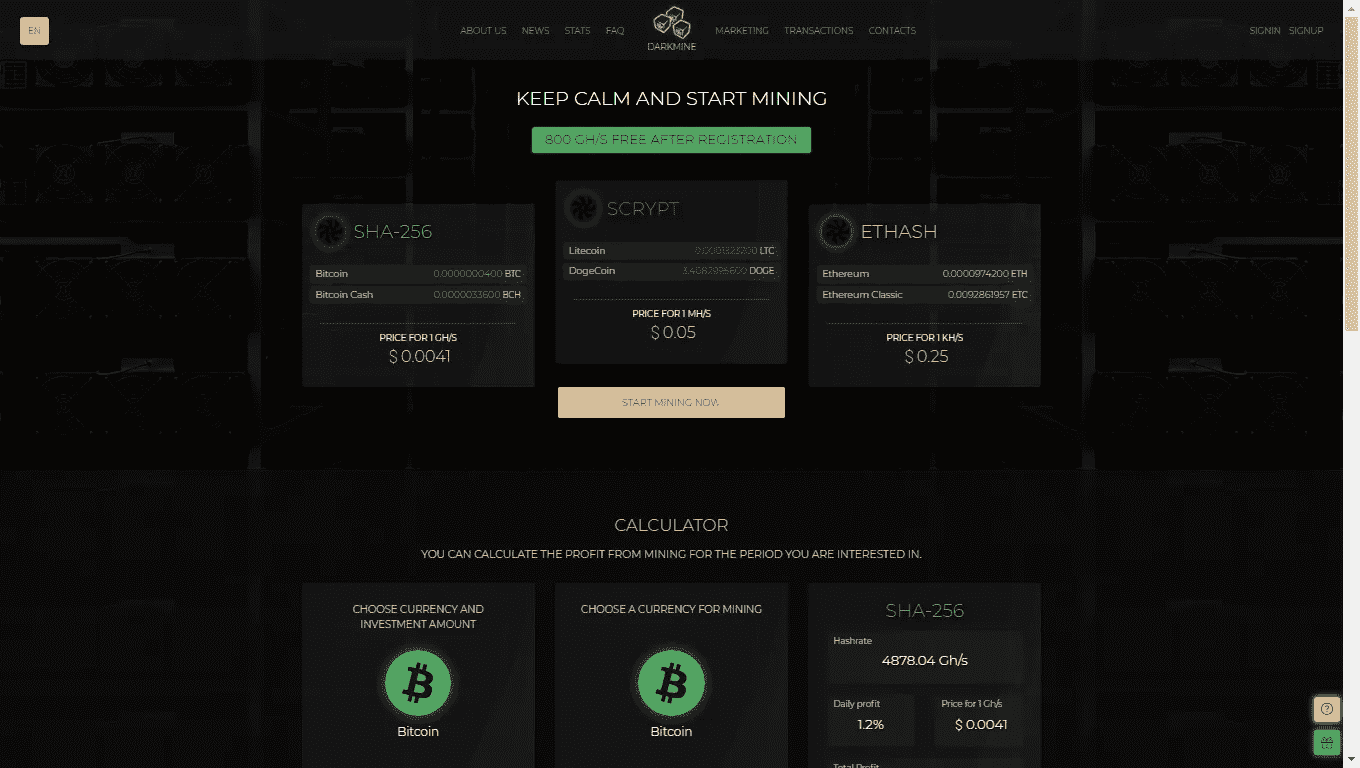 EN
ABOUT US NEWS STATS FAQ
DARKMINE
MARKETING TRANSACTIONS CONTACTS
SIGNIN SIGNUP
KEEP CALM AND START MINING
800 GH/S FREE AFTER REGISTRATION
SHA-256
Bitcoin 0.0000000400 BTC
Bitcoin Cash 0.0000033600 BCH
PRICE FOR 1 GH/S
$ 0.0041
SCRYPT
Litecoin LTC
DogeCoin DOGE
PRICE FOR 1 MH/S
$ 0.05
ETHASH
Ethereum 0.0000974200 ETH
Ethereum Classic 0.0092861957 ETC
PRICE FOR 1 KH/S
$ 0.25
START MINING NOW
CALCULATOR
YOU CAN CALCULATE THE PROFIT FROM MINING FOR THE PERIOD YOU ARE INTERESTED IN.
CHOOSE CURRENCY AND
INVESTMENT AMOUNT
Bitcoin
CHOOSE A CURRENCY FOR MINING
Bitcoin
SHA-256
Hashrate
4878.04 Gh/s
Daily profit Price for 1 Gh/s
1.2% $ 0.0041
Total Profit